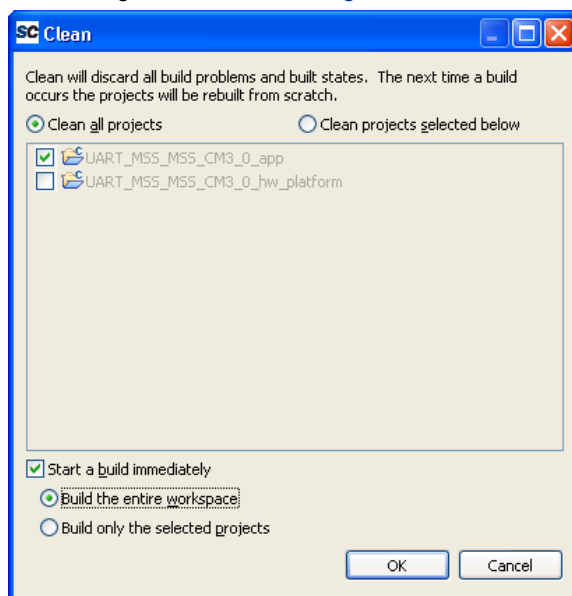 SC Clean
Clean will discard all build problems and built states. The next time a build
occurs the projects will be rebuilt from scratch.
Clean all projects
Clean projects selected below
UART_MSS_MSS_CM3_0_app
UART_MSS_MSS_CM3_0_hw_platform
Start a build immediately
Build the entire workspace
Build only the selected projects
OK
Cancel